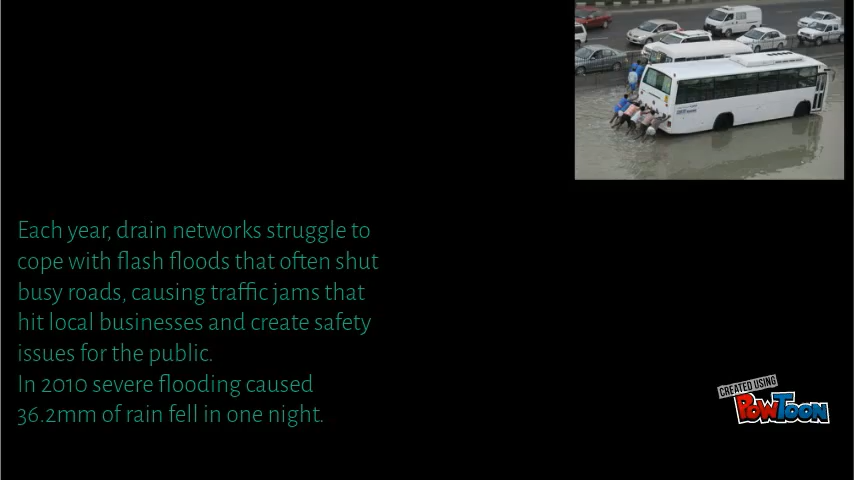 Each year, drain networks struggle to
cope with flash floods that often shut
busy roads, causing traffic jams that
hit local businesses and create safety
issues for the public.
In 2010 severe flooding caused
36.2mm of rain fell in one night.
CREATED USING
POWTOON